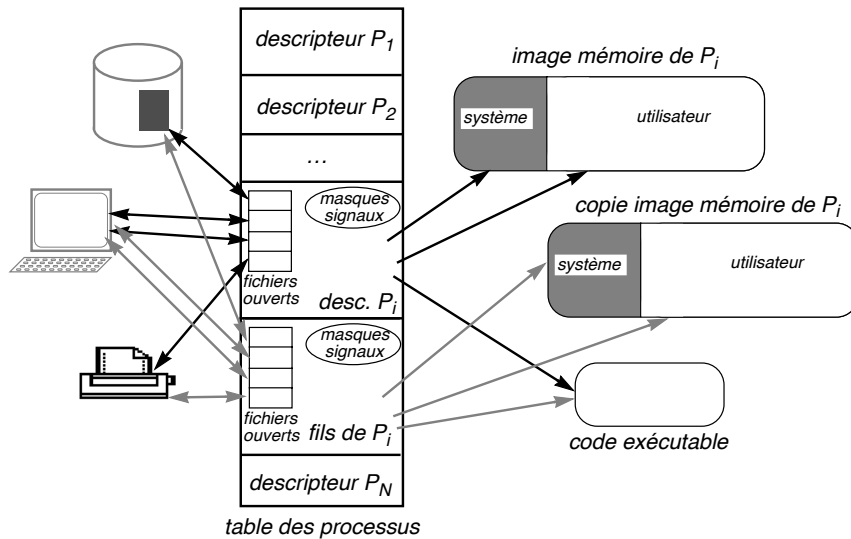 descripteur P1
descripteur P2
...
masques
signaux
fichiers
ouverts
desc. Pi
masques
signaux
fichiers
ouverts
fils de Pi
descripteur PN
table des processus
image mémoire de Pi
système
utilisateur
copie image mémoire de Pi
système
utilisateur
code exécutable